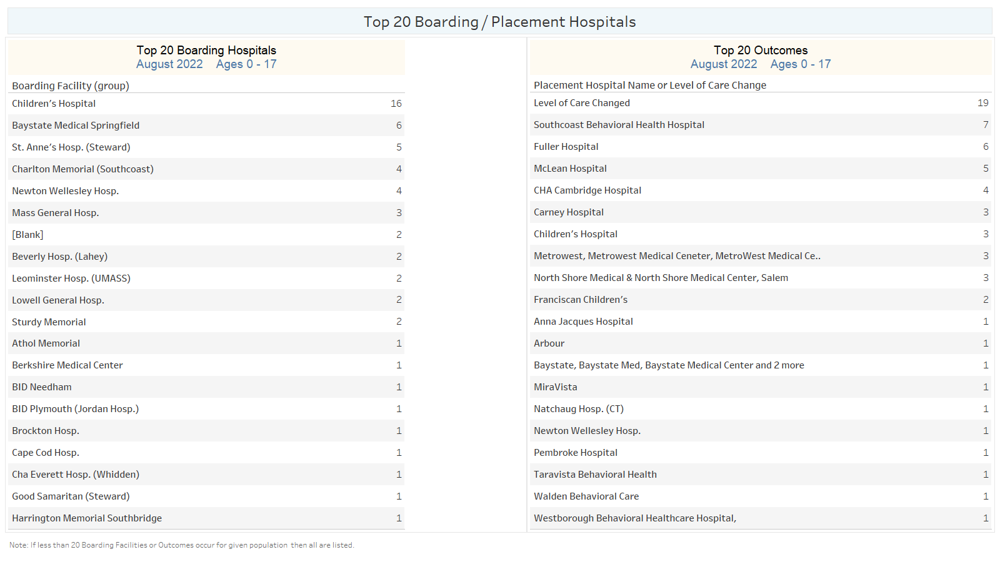 Top 20 Boarding / Placement Hospitals
Top 20 Boarding Hospitals
August 2022 Ages 0 - 17
Boarding Facility (group)
Children's Hospital 16
Baystate Medical Springfield 6
St. Anne's Hosp. (Steward) 5
Charlton Memorial (Southcoast) 4
Newton Wellesley Hosp. 4
Mass General Hosp. 3
[Blank] 2
Beverly Hosp. (Lahey) 2
Leominster Hosp. (UMASS) 2
Lowell General Hosp. 2
Sturdy Memorial 2
Athol Memorial 1
Berkshire Medical Center 1
BID Needham 1
BID Plymouth (Jordan Hosp.) 1
Brockton Hosp. 1
Cape Cod Hosp. 1
Cha Everett Hosp. (Whidden) 1
Good Samaritan (Steward) 1
Harrington Memorial Southbridge 1
Top 20 Outcomes
August 2022 Ages 0 - 17
Placement Hospital Name or Level of Care Change
Level of Care Changed 19
Southcoast Behavioral Health Hospital 7
Fuller Hospital 6
McLean Hospital 5
CHA Cambridge Hospital 4
Carney Hospital 3
Children's Hospital 3
Metrowest, Metrowest Medical Ceneter, MetroWest Medical Ce.. 3
North Shore Medical & North Shore Medical Center, Salem 3
Franciscan Children's 2
Anna Jacques Hospital 1
Arbour 1
Baystate, Baystate Med, Baystate Medical Center and 2 more 1
MiraVista 1
Natchaug Hosp. (CT) 1
Newton Wellesley Hosp. 1
Pembroke Hospital 1
Taravista Behavioral Health 1
Walden Behavioral Care 1
Westborough Behavioral Healthcare Hospital, 1
Note: If less than 20 Boarding Facilities or Outcomes occur for given population then all are listed.